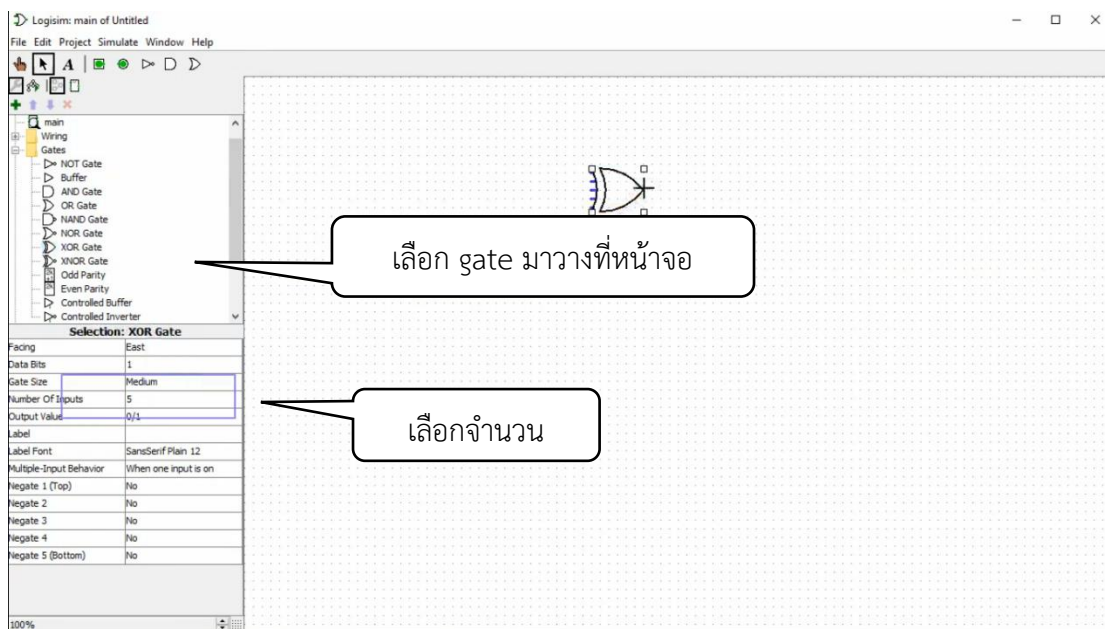 Logisim: main of Untitled
File Edit Project Simulate Window Help
A
main
Wiring
Gates
NOT Gate
Buffer
AND Gate
OR Gate
NAND Gate
NOR Gate
XOR Gate
XNOR Gate
Odd Parity
Even Parity
Controlled Buffer
Controlled Inverter
เลือก gate มาวางที่หน้าจอ
Selection: XOR Gate
Facing East
Data Bits 1
Gate Size Medium
Number Of Inputs 5
Output Value 0/1
Label
Label Font SansSerif Plain 12
Multiple-Input Behavior When one input is on
Negate 1 (Top) No
Negate 2 No
Negate 3 No
Negate 4 No
Negate 5 (Bottom) No
เลือกจำนวน
100%